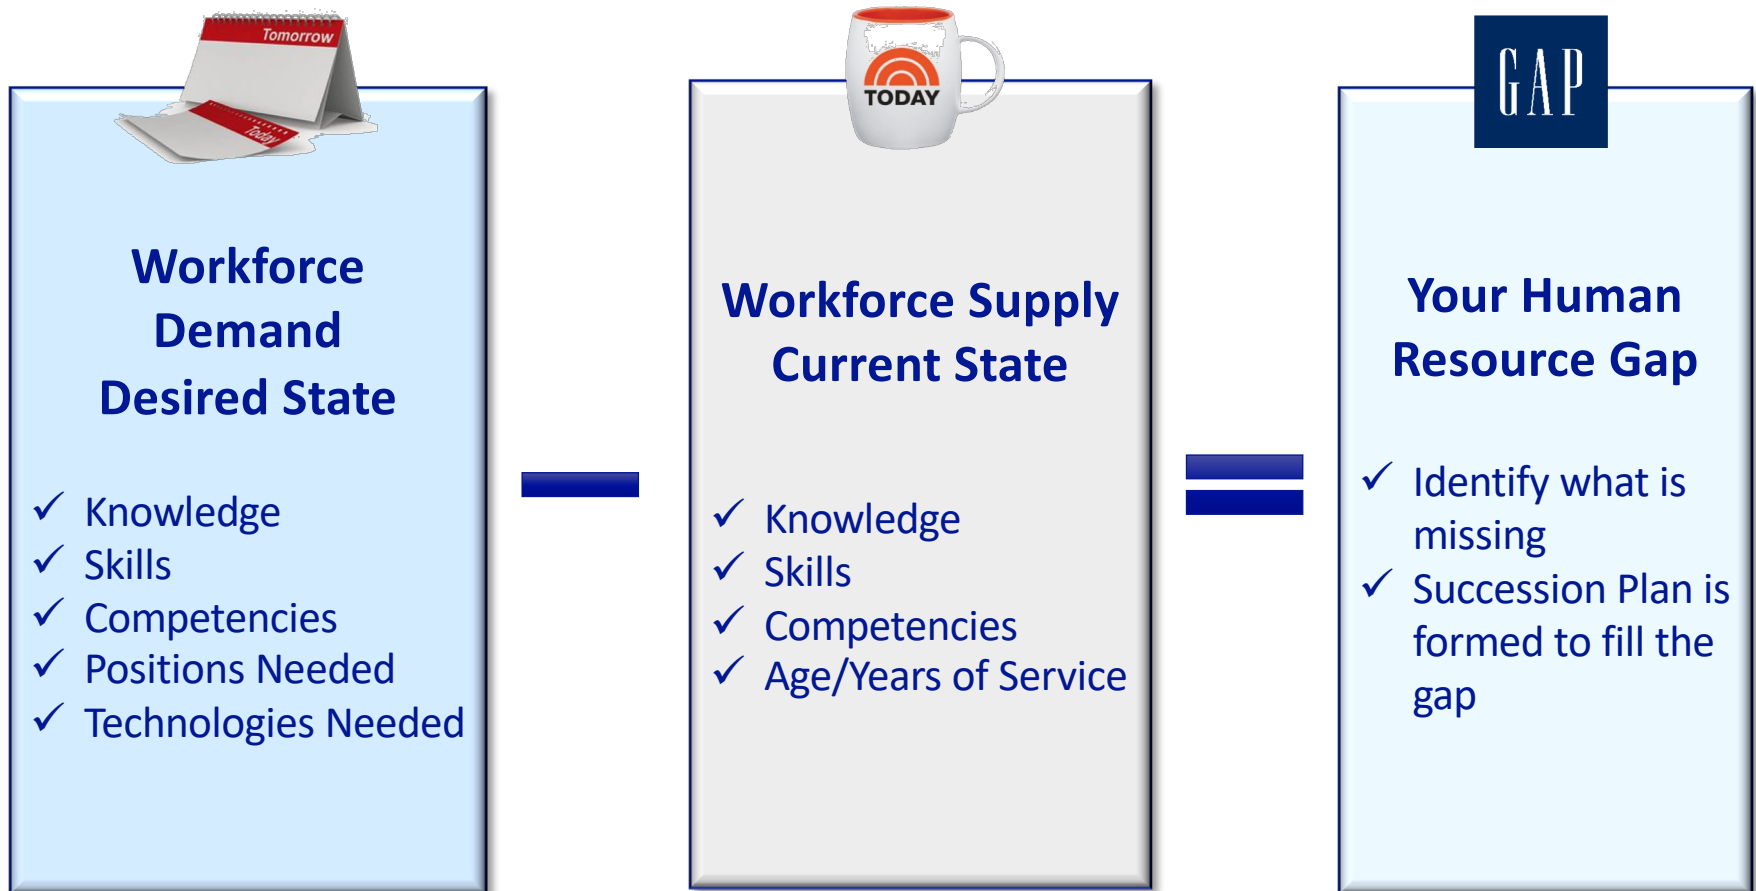 Tomorrow
Today
Workforce
Demand
Desired State
✓ Knowledge
✓ Skills
✓ Competencies
✓ Positions Needed
✓ Technologies Needed
TODAY
Workforce Supply
Current State
✓ Knowledge
✓ Skills
✓ Competencies
✓ Age/Years of Service
GAP
Your Human
Resource Gap
✓ Identify what is
missing
✓ Succession Plan is
formed to fill the
gap